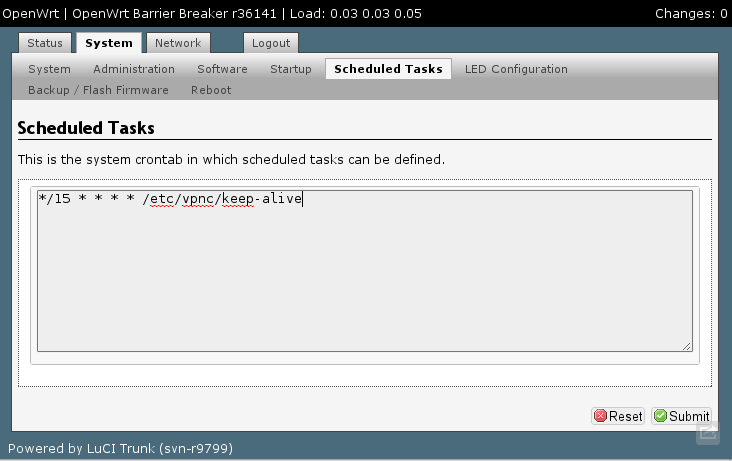 OpenWrt | OpenWrt Barrier Breaker r36141 | Load: 0.03 0.03 0.05 Changes: 0
Status System Network Logout
System Administration Software Startup Scheduled Tasks LED Configuration
Backup / Flash Firmware Reboot
Scheduled Tasks
This is the system crontab in which scheduled tasks can be defined.
*/15 * * * * /etc/vpnc/keep-alive
Reset Submit
Powered by LuCI Trunk (svn-r9799)